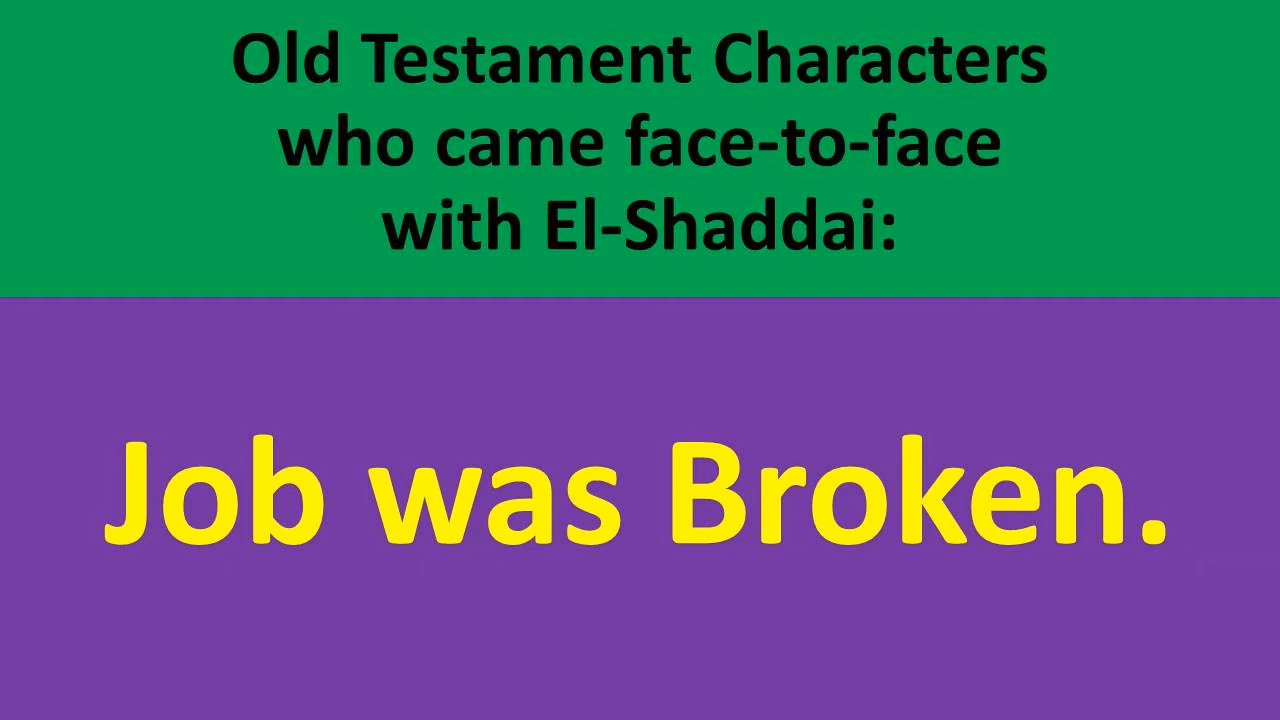 Old Testament Characters
who came face-to-face
with El-Shaddai:
Job was Broken.